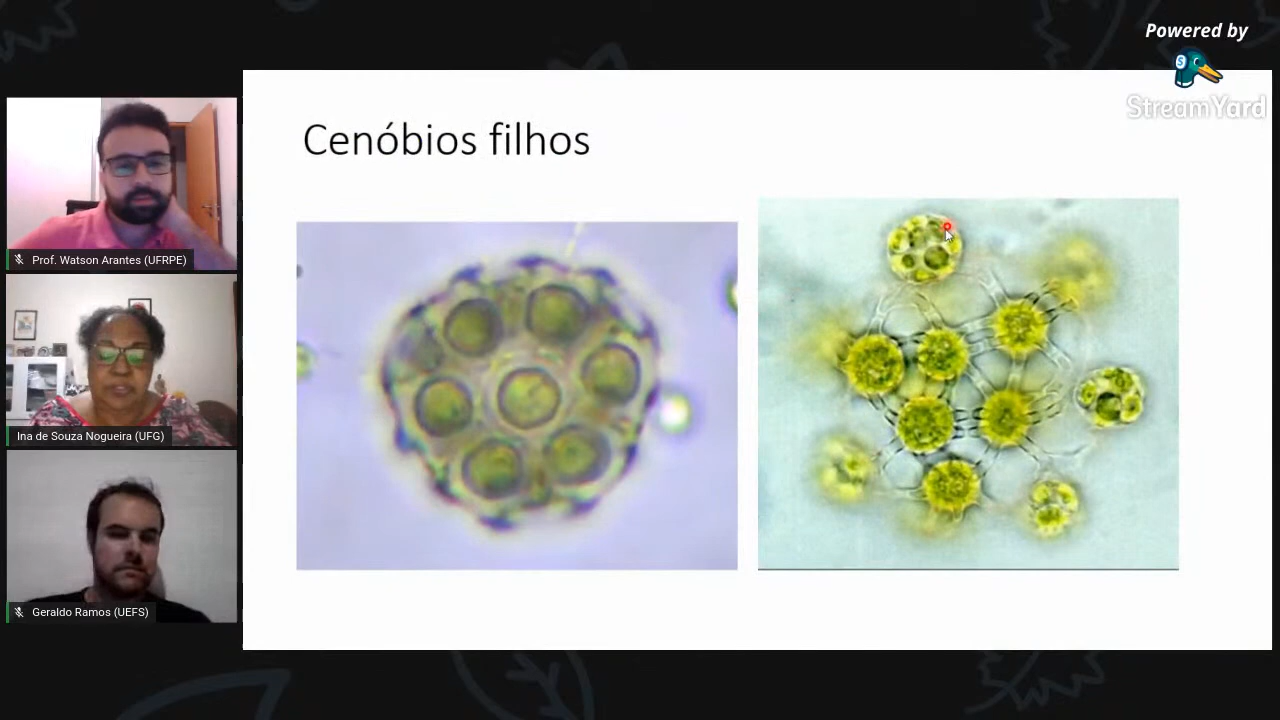 Powered by
StreamYard
Cenóbios filhos
Prof. Watson Arantes (UFRPE)
Ina de Souza Nogueira (UFG)
Geraldo Ramos (UEFS)